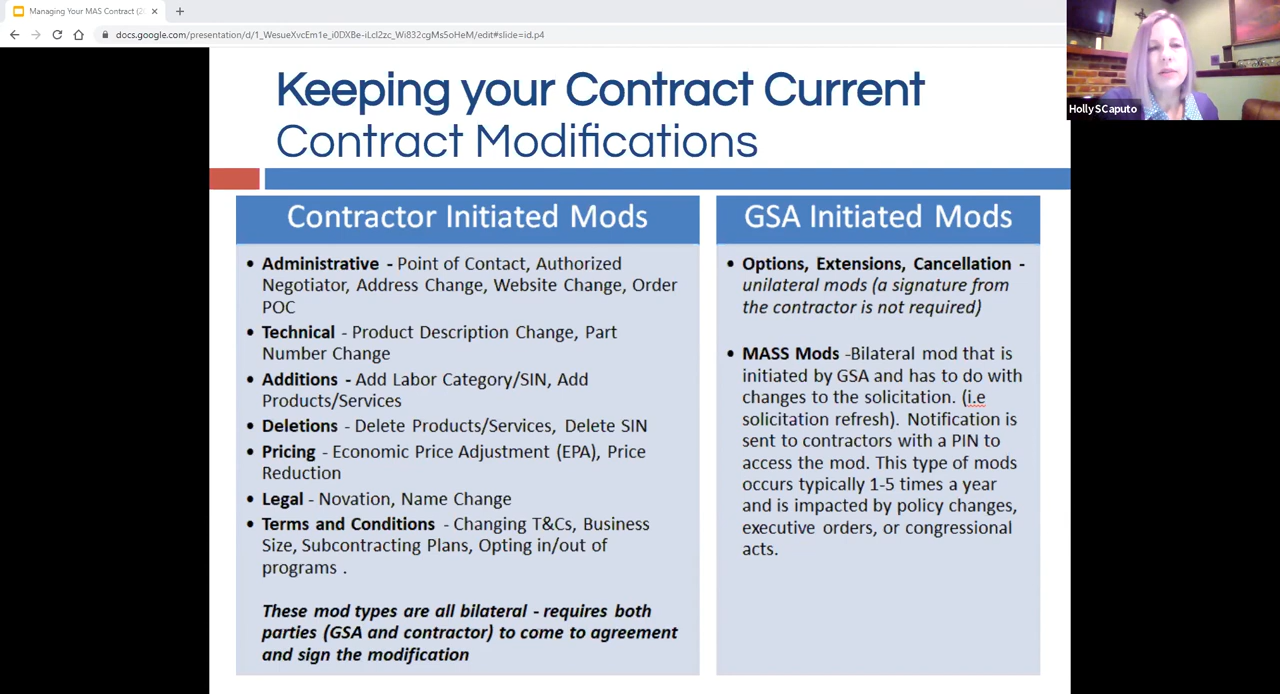 Managing Your MAS Contract (2
docs.google.com/presentation/d/1_WesueXvcEm1e_i0DXBe-iLcl2zc_Wi832cgMs5oHeM/edit#slide=id.p4
Holly SCaputo
Keeping your Contract Current
Contract Modifications
Contractor Initiated Mods
• Administrative - Point of Contact, Authorized
Negotiator, Address Change, Website Change, Order
POC
• Technical - Product Description Change, Part
Number Change
• Additions - Add Labor Category/SIN, Add
Products/Services
• Deletions - Delete Products/Services, Delete SIN
• Pricing - Economic Price Adjustment (EPA), Price
Reduction
• Legal - Novation, Name Change
• Terms and Conditions - Changing T&Cs, Business
Size, Subcontracting Plans, Opting in/out of
programs .
These mod types are all bilateral - requires both
parties (GSA and contractor) to come to agreement
and sign the modification
GSA Initiated Mods
• Options, Extensions, Cancellation -
unilateral mods (a signature from
the contractor is not required)
• MASS Mods -Bilateral mod that is
initiated by GSA and has to do with
changes to the solicitation. (i.e
solicitation refresh). Notification is
sent to contractors with a PIN to
access the mod. This type of mods
occurs typically 1-5 times a year
and is impacted by policy changes,
executive orders, or congressional
acts.